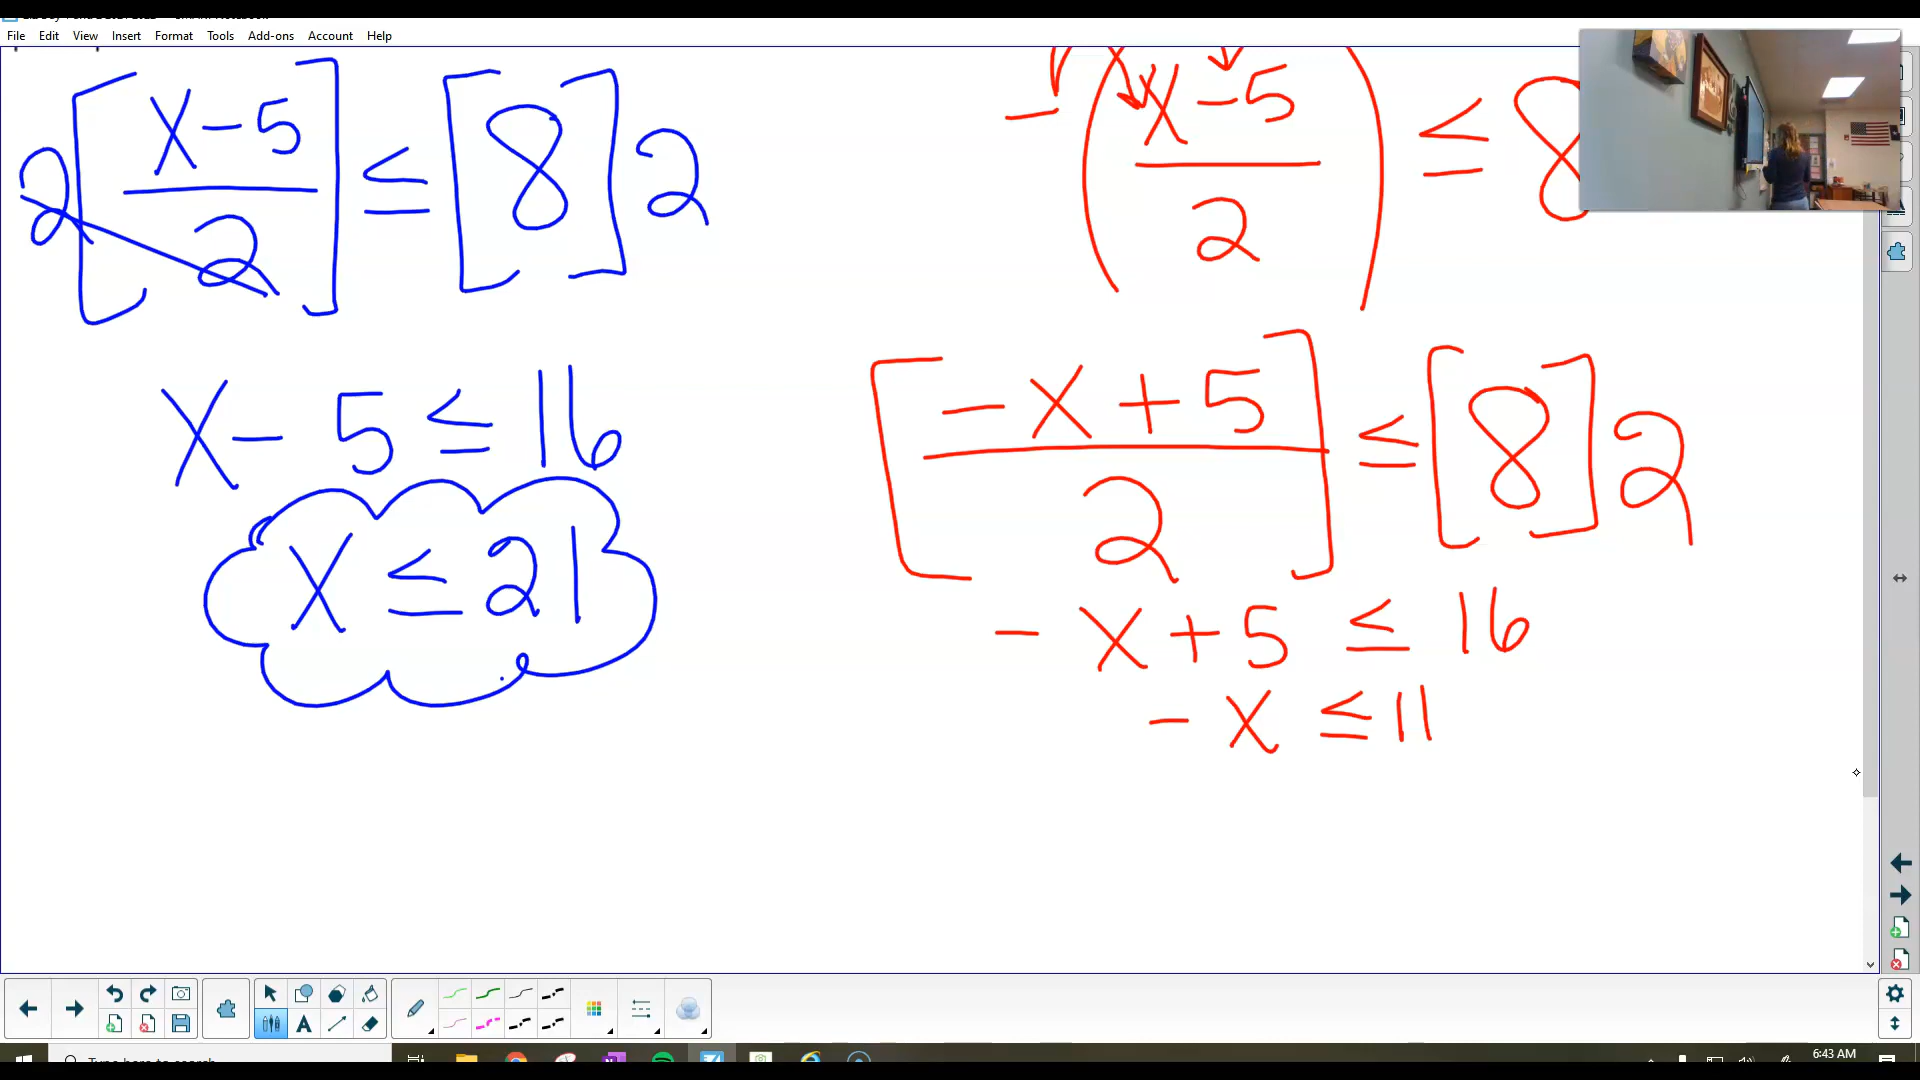 File Edit View Insert Format Tools Add-ons Account Help
2[(x-5)/2] ≤ [8]2
x - 5 ≤ 16
x ≤ 21
-((x-5)/2) ≤ 8
[(-x+5)/2] ≤ [8]2
-x+5 ≤ 16
-x ≤ 11
A
6:43 AM